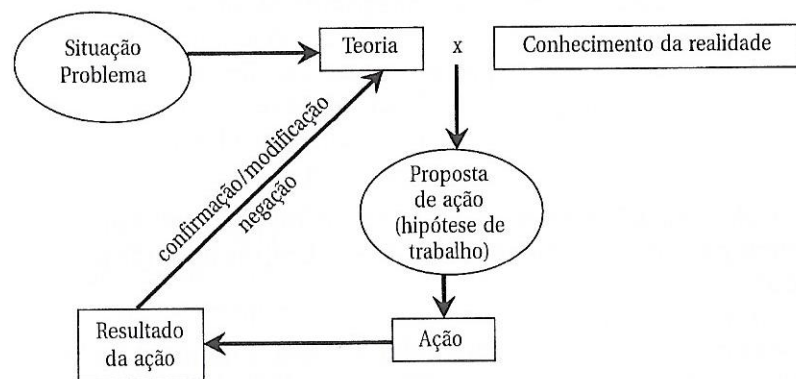 Situação
Problema
Teoria
x
Conhecimento da realidade
confirmação/modificação
negação
Proposta
de ação
(hipótese de
trabalho)
Resultado
da ação
Ação